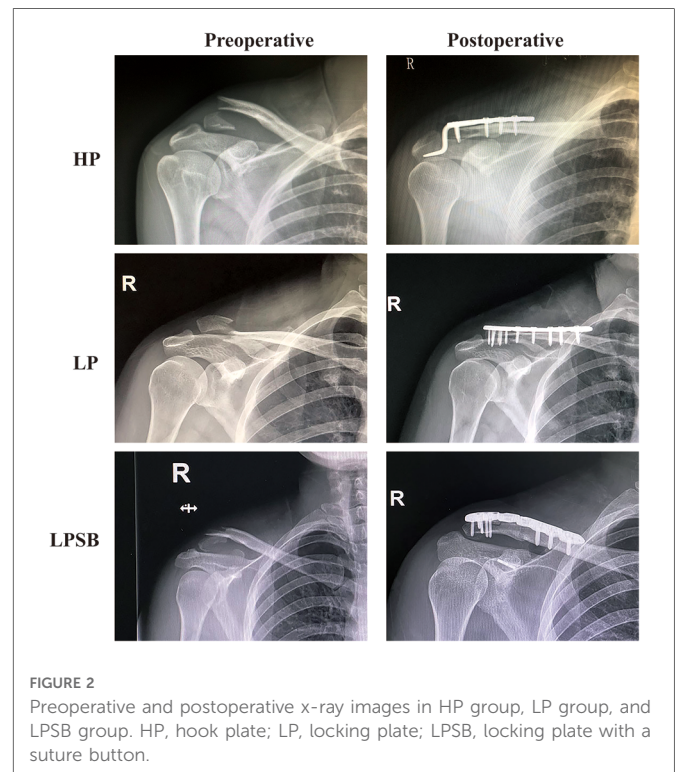 Preoperative Postoperative
R
HP
R
R
LP
R
R
LPSB
FIGURE 2
Preoperative and postoperative x-ray images in HP group, LP group, and
LPSB group. HP, hook plate; LP, locking plate; LPSB, locking plate with a
suture button.